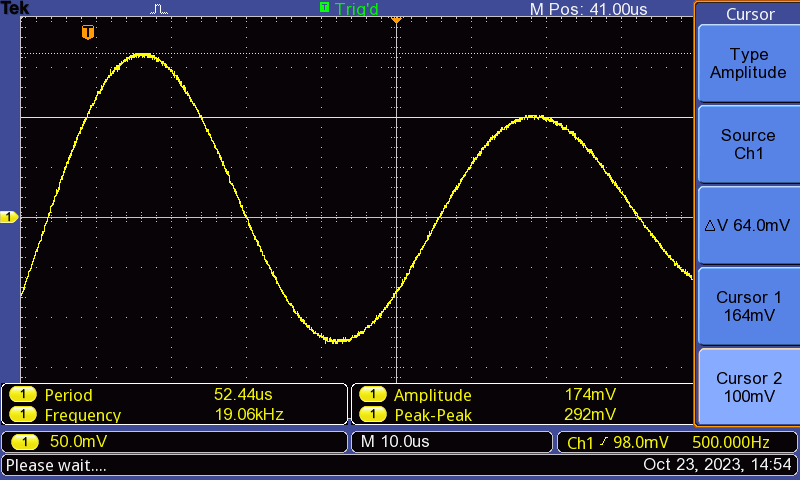 Tek
T Trig'd
M Pos: 41.00us
T
1
Cursor
Type
Amplitude
Source
Ch1
△V 64.0mV
Cursor 1
164mV
Cursor 2
100mV
1 Period 52.44us
1 Frequency 19.06kHz
1 Amplitude 174mV
1 Peak-Peak 292mV
1 50.0mV
M 10.0us
Ch1 98.0mV 500.000Hz
Please wait....
Oct 23, 2023, 14:54